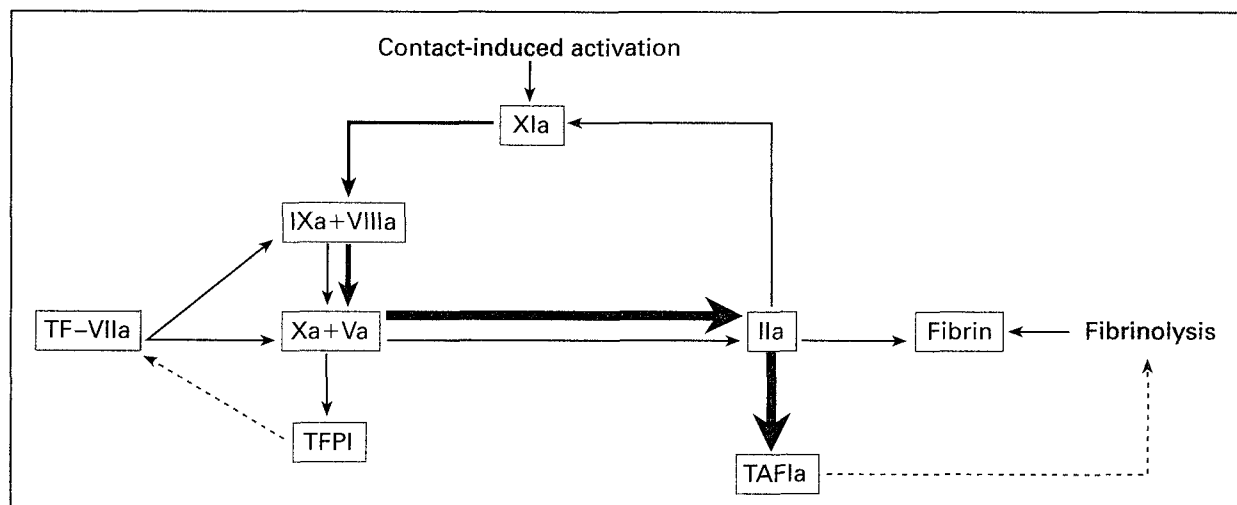 Contact-induced activation
XIa
IXa+VIIIa
TF–VIIa
Xa+Va
IIa
Fibrin
Fibrinolysis
TFPI
TAFIa